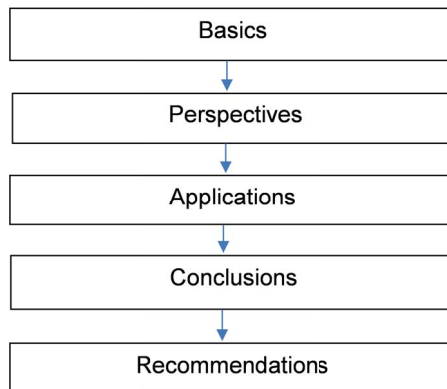 Basics
Perspectives
Applications
Conclusions
Recommendations